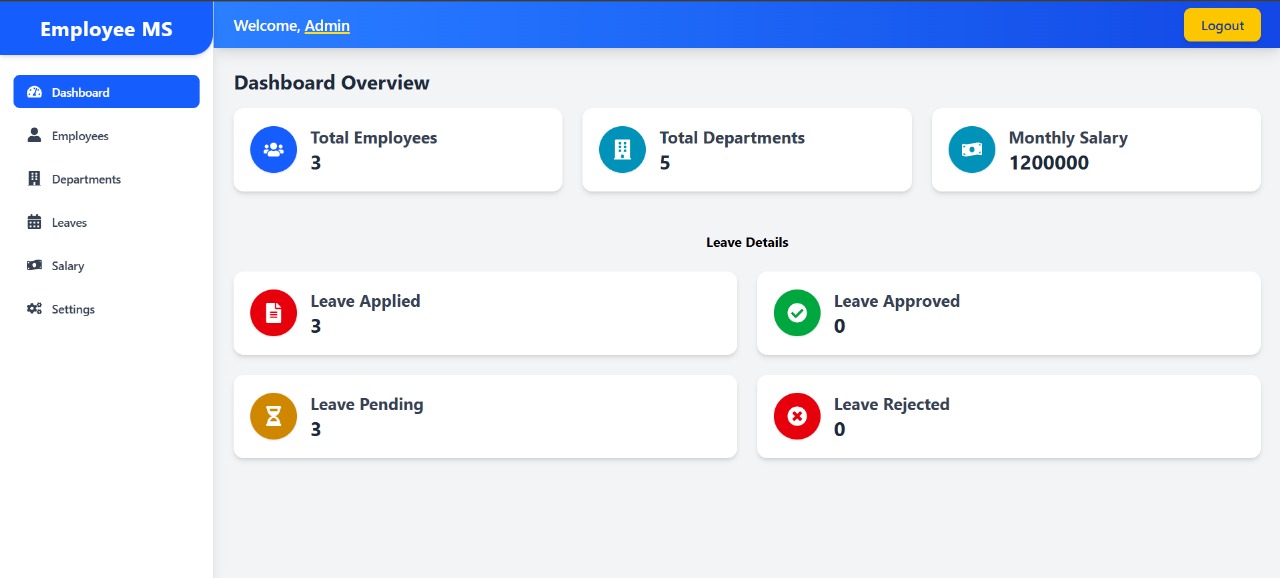 Employee MS
Welcome, Admin
Logout
Dashboard
Employees
Departments
Leaves
Salary
Settings
Dashboard Overview
Total Employees
3
Total Departments
5
Monthly Salary
1200000
Leave Details
Leave Applied
3
Leave Approved
0
Leave Pending
3
Leave Rejected
0